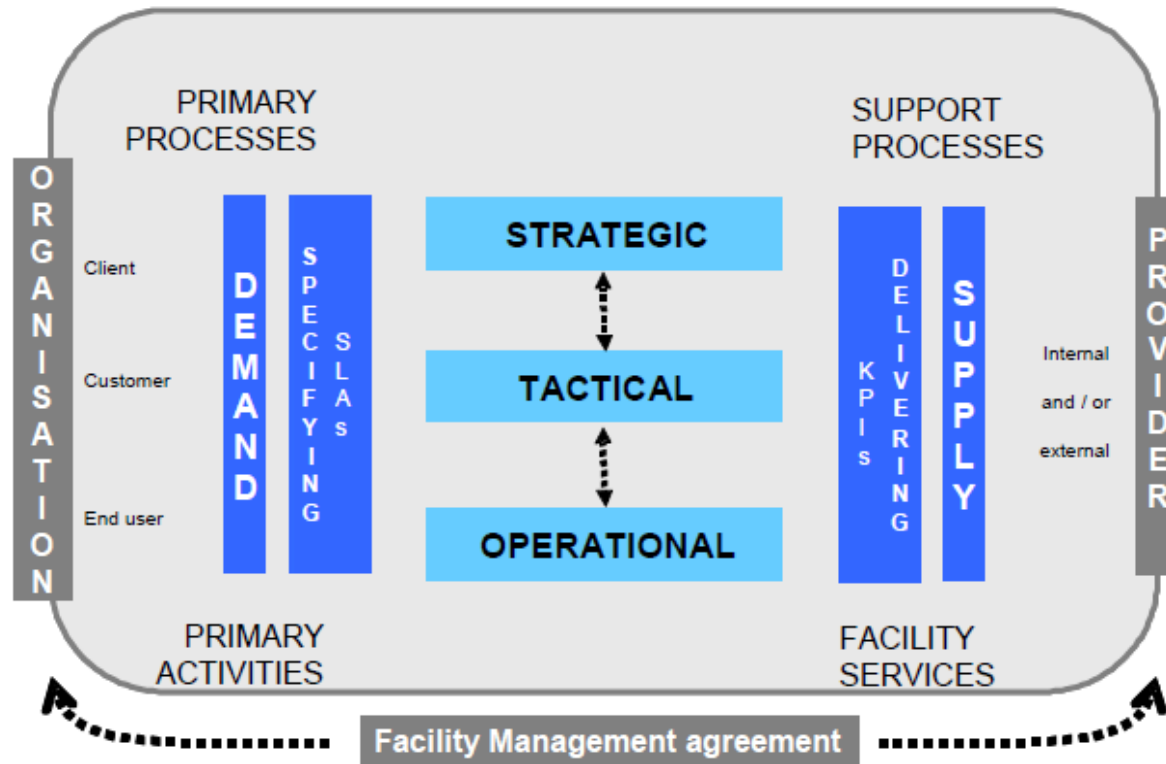 PRIMARY
PROCESSES
SUPPORT
PROCESSES
ORGANISATION
Client
Customer
End user
DEMAND
SPECIFYING
SLAs
STRATEGIC
TACTICAL
OPERATIONAL
KPIs
DELIVERING
SUPPLY
Internal
and / or
external
PROVIDER
PRIMARY
ACTIVITIES
FACILITY
SERVICES
Facility Management agreement